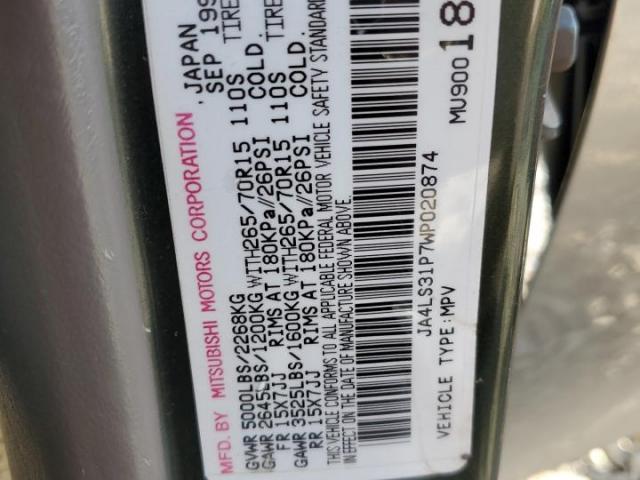 MFD. BY MITSUBISHI MOTORS CORPORATION, JAPAN
GVWR 5000LBS/2268KG SEP 199
GAWR 2645LBS/1200KG WITH265/70R15 110S TIRE
FR 15X7JJ RIMS AT 180KPA//26PSI COLD.
GAWR 3525LBS/1600KG WITH265/70R15 110S TIRE
RR 15X7JJ RIMS AT 180KPA//26PSI COLD.
THIS VEHICLE CONFORMS TO ALL APPLICABLE FEDERAL MOTOR VEHICLE SAFETY STANDARD
IN EFFECT ON THE DATE OF MANUFACTURE SHOWN ABOVE.
JA4LS31P7WP020874
VEHICLE TYPE:MPV MU900 18